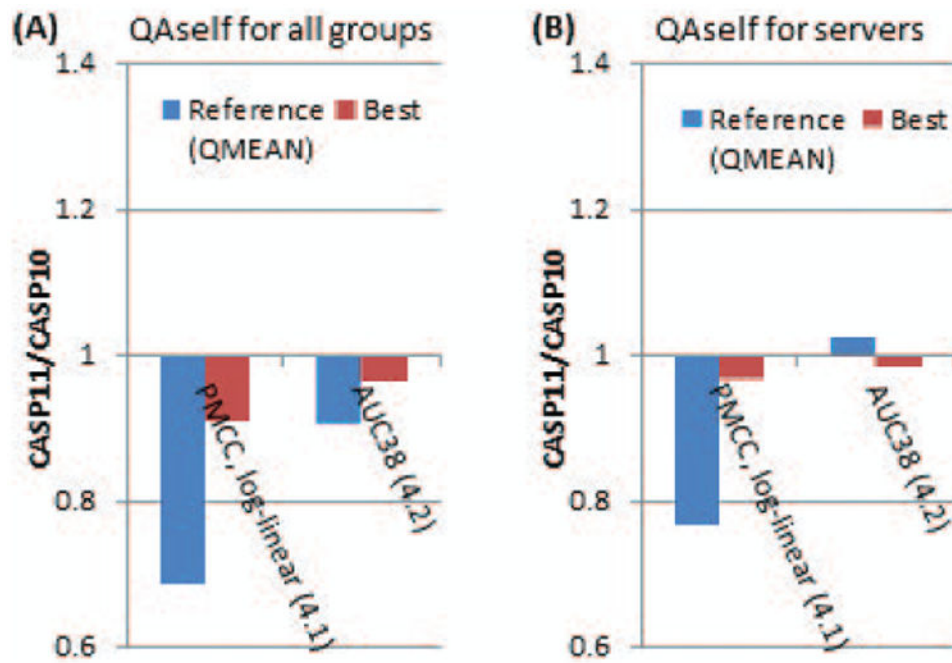 (A) QAself for all groups
1.4
Reference Best
(QMEAN)
1.2
1
0.8
0.6
CASP11/CASP10
PMCC, log-linear (4.1)
AUC38 (4.2)
(B) QAself for servers
1.4
Reference Best
(QMEAN)
1.2
1
0.8
0.6
CASP11/CASP10
PMCC, log-linear (4.1)
AUC38 (4.2)